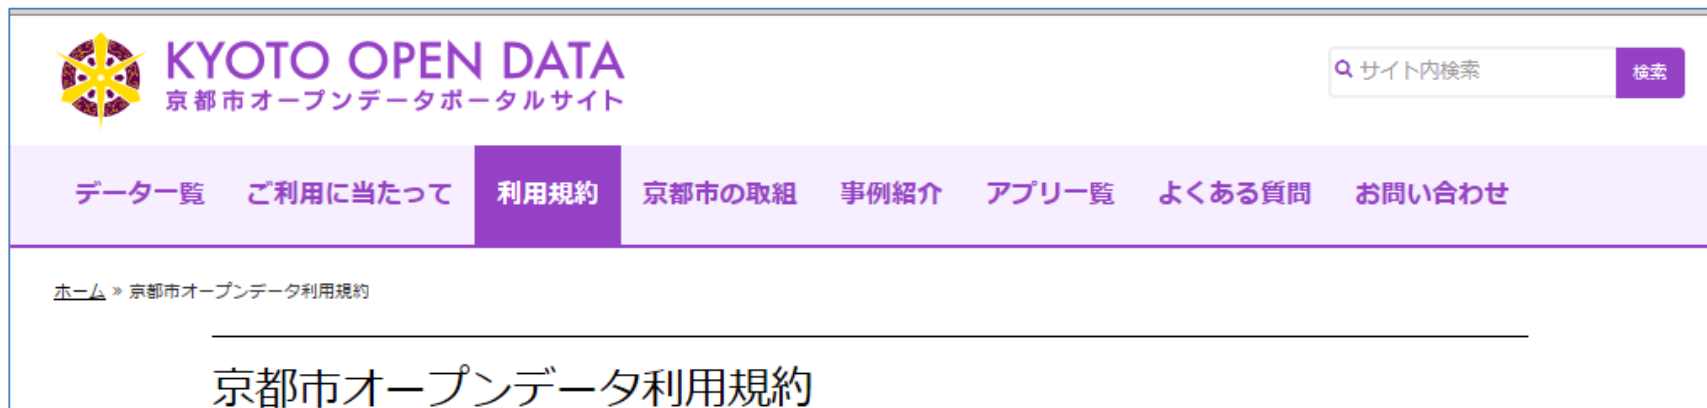 KYOTO OPEN DATA
京都市オープンデータポータルサイト
サイト内検索 検索
データ一覧 ご利用に当たって 利用規約 京都市の取組 事例紹介 アプリ一覧 よくある質問 お問い合わせ
ホーム » 京都市オープンデータ利用規約
京都市オープンデータ利用規約